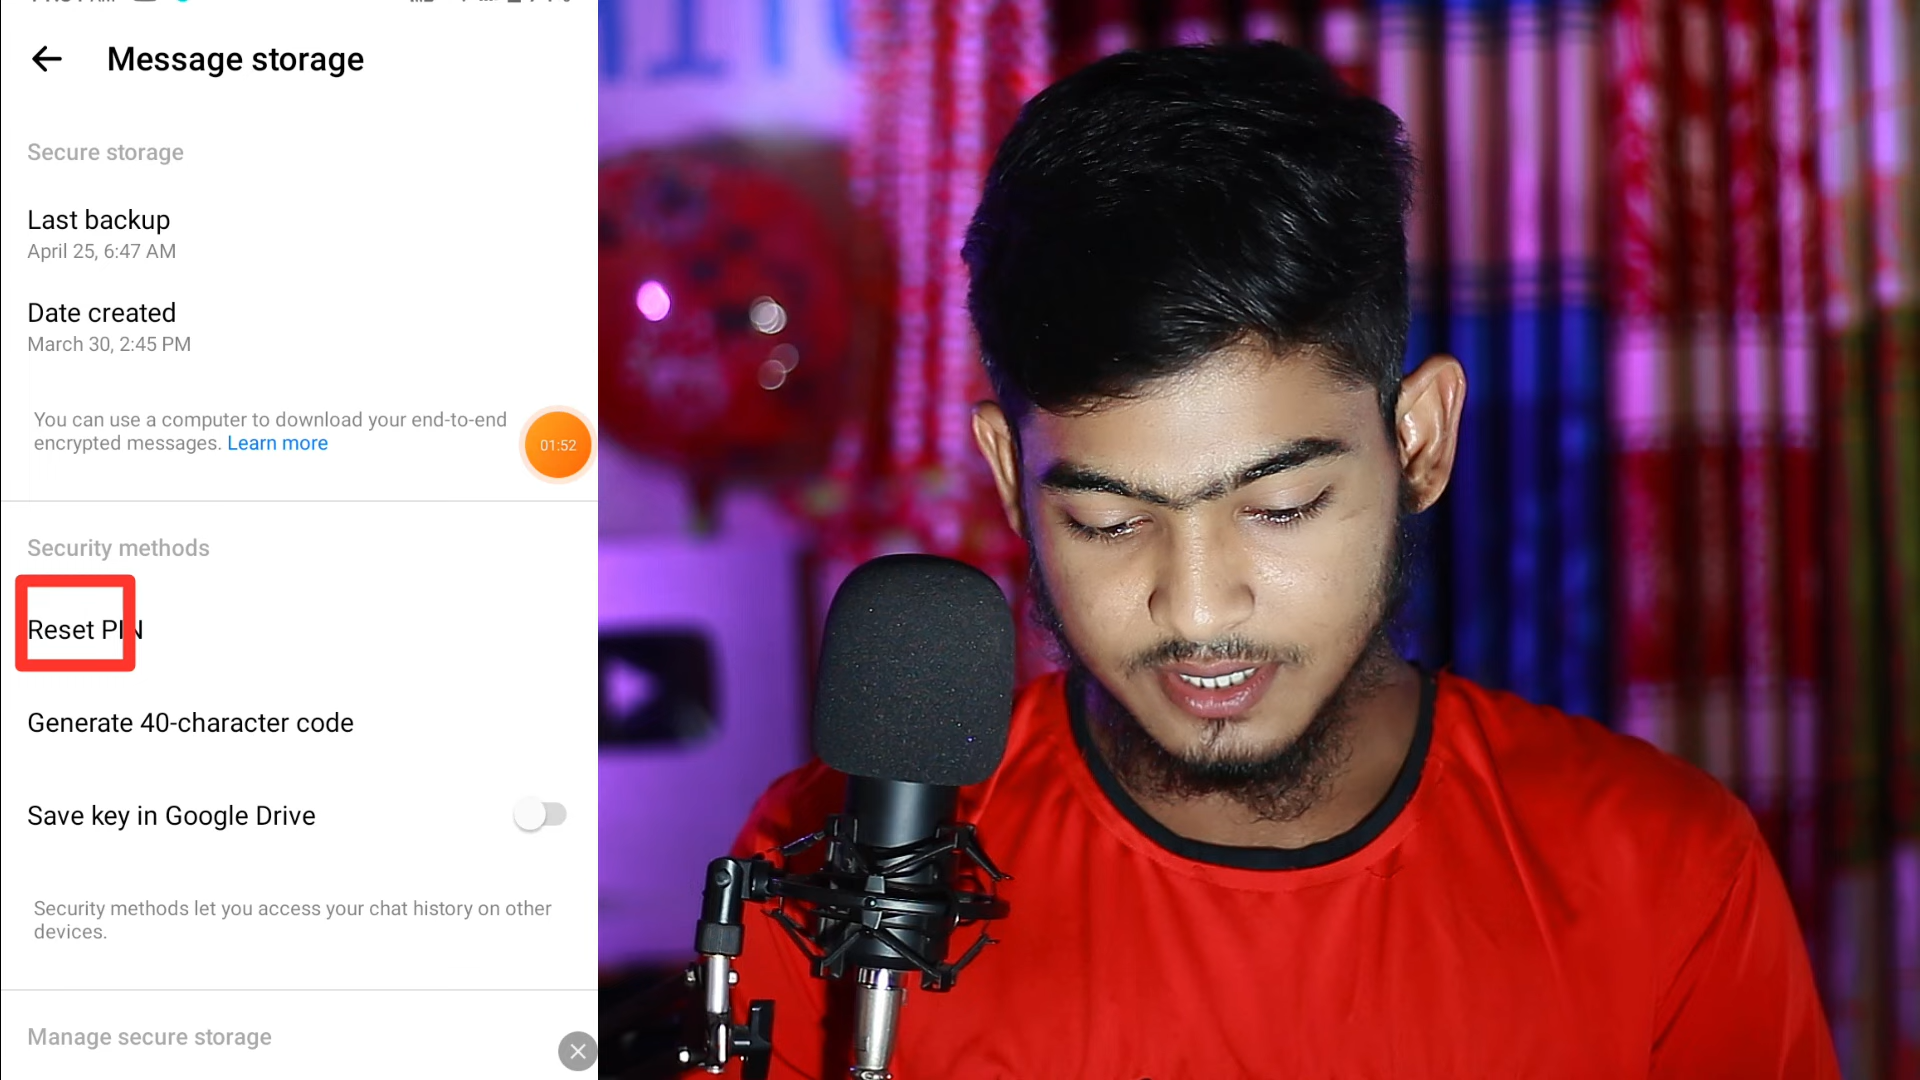 Message storage
Secure storage
Last backup
April 25, 6:47 AM
Date created
March 30, 2:45 PM
You can use a computer to download your end-to-end
encrypted messages. Learn more
01:52
Security methods
Reset PIN
Generate 40-character code
Save key in Google Drive
Security methods let you access your chat history on other
devices.
Manage secure storage